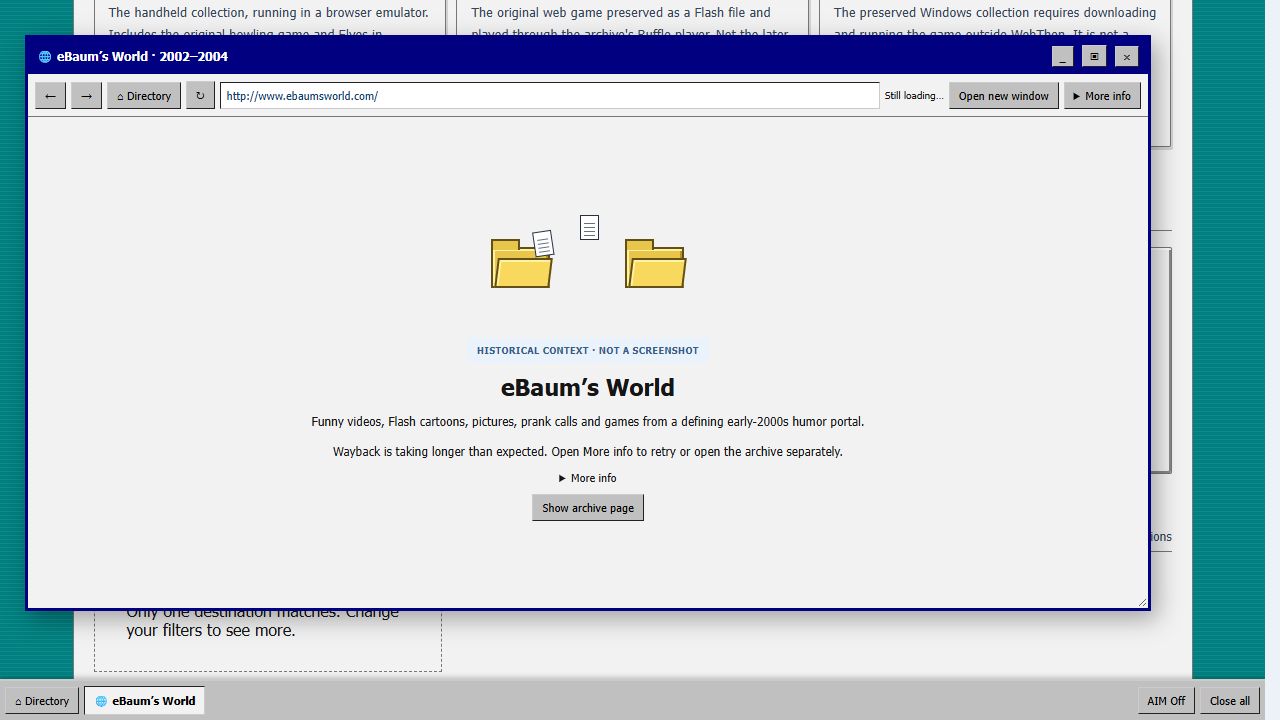 The handheld collection, running in a browser emulator.
The original web game preserved as a Flash file and
The preserved Windows collection requires downloading
Includes the original bowling game and Elves in
played through the archive's Ruffle player. Not the later
and running the game outside WebThen. It is not a
eBaum's World · 2002–2004
← → ⌂ Directory ↻ http://www.ebaumsworld.com/ Still loading... Open new window ► More info
HISTORICAL CONTEXT · NOT A SCREENSHOT
eBaum's World
Funny videos, Flash cartoons, pictures, prank calls and games from a defining early-2000s humor portal.
Wayback is taking longer than expected. Open More info to retry or open the archive separately.
► More info
Show archive page
ions
Only one destination matches. Change
your filters to see more.
⌂ Directory eBaum's World AIM Off Close all